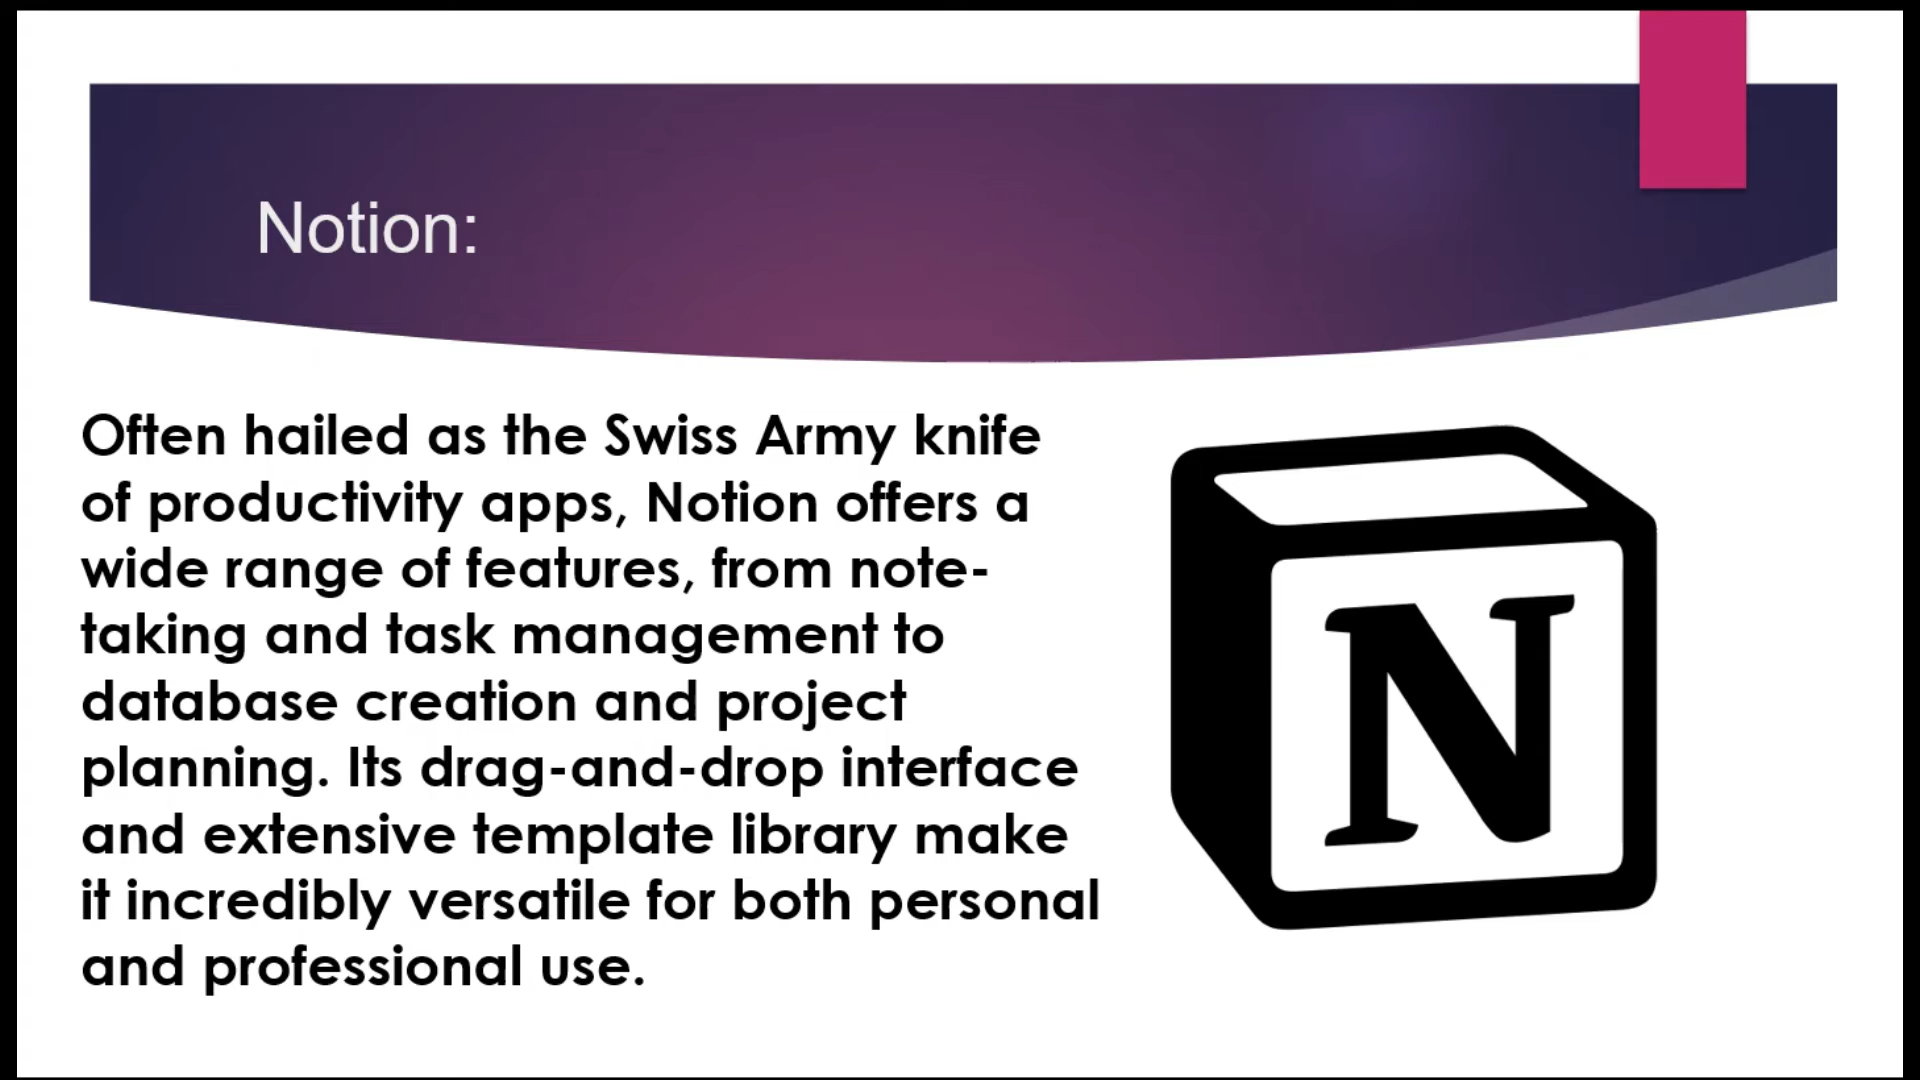 Notion:
Often hailed as the Swiss Army knife
of productivity apps, Notion offers a
wide range of features, from note-
taking and task management to
database creation and project
planning. Its drag-and-drop interface
and extensive template library make
it incredibly versatile for both personal
and professional use.
N